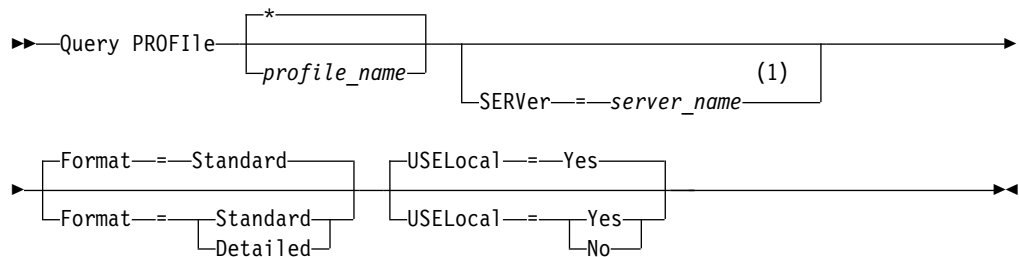 *
Query PROFIle
profile_name
(1)
SERVer = server_name
Format = Standard
USELocal = Yes
Format = Standard
USELocal = Yes
Detailed
No